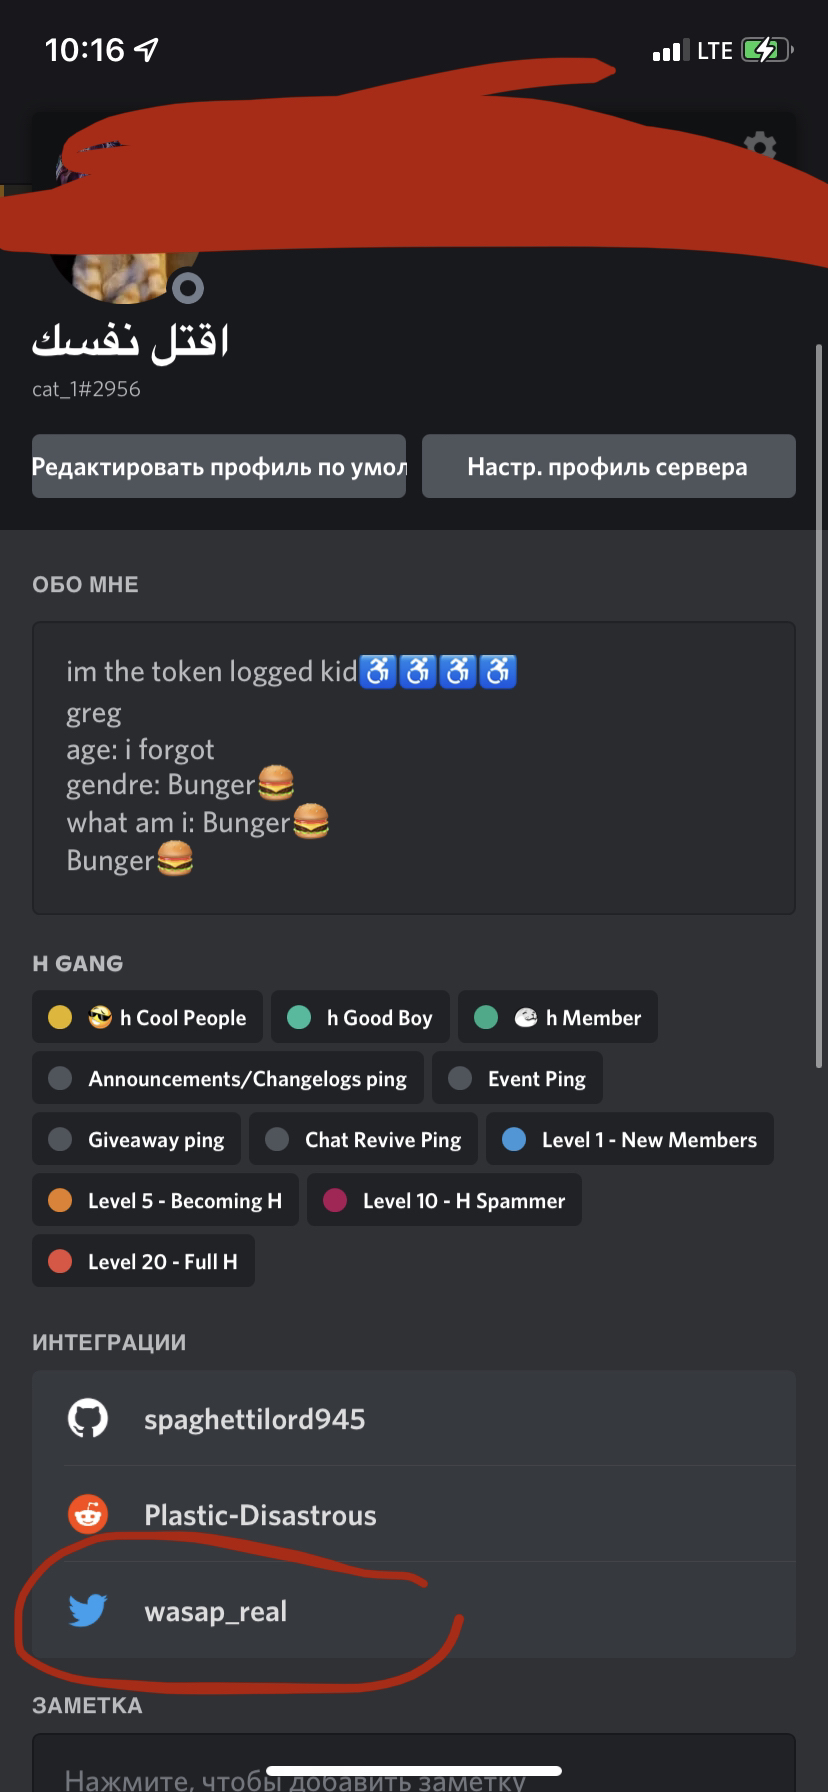 10:16 LTE
اقتل نفسك
cat_1#2956
Редактировать профиль по умол
Настр. профиль сервера
ОБО МНЕ
im the token logged kid♿♿♿♿
greg
age: i forgot
gendre: Bunger🍔
what am i: Bunger🍔
Bunger🍔
H GANG
😎 h Cool People
h Good Boy
h Member
Announcements/Changelogs ping
Event Ping
Giveaway ping
Chat Revive Ping
Level 1 - New Members
Level 5 - Becoming H
Level 10 - H Spammer
Level 20 - Full H
ИНТЕГРАЦИИ
spaghettilord945
Plastic-Disastrous
wasap_real
ЗАМЕТКА
Нажмите, чтобы добавить заметку